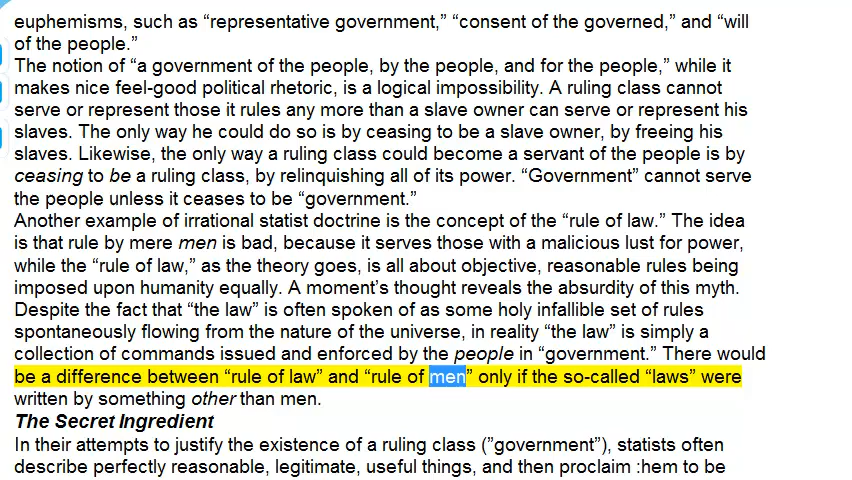 euphemisms, such as “representative government,” “consent of the governed,” and “will
of the people.”
The notion of “a government of the people, by the people, and for the people,” while it
makes nice feel-good political rhetoric, is a logical impossibility. A ruling class cannot
serve or represent those it rules any more than a slave owner can serve or represent his
slaves. The only way he could do so is by ceasing to be a slave owner, by freeing his
slaves. Likewise, the only way a ruling class could become a servant of the people is by
ceasing to be a ruling class, by relinquishing all of its power. “Government” cannot serve
the people unless it ceases to be “government.”
Another example of irrational statist doctrine is the concept of the “rule of law.” The idea
is that rule by mere men is bad, because it serves those with a malicious lust for power,
while the “rule of law,” as the theory goes, is all about objective, reasonable rules being
imposed upon humanity equally. A moment’s thought reveals the absurdity of this myth.
Despite the fact that “the law” is often spoken of as some holy infallible set of rules
spontaneously flowing from the nature of the universe, in reality “the law” is simply a
collection of commands issued and enforced by the people in “government.” There would
be a difference between “rule of law” and “rule of men” only if the so-called “laws” were
written by something other than men.
The Secret Ingredient
In their attempts to justify the existence of a ruling class (”government”), statists often
describe perfectly reasonable, legitimate, useful things, and then proclaim :hem to be